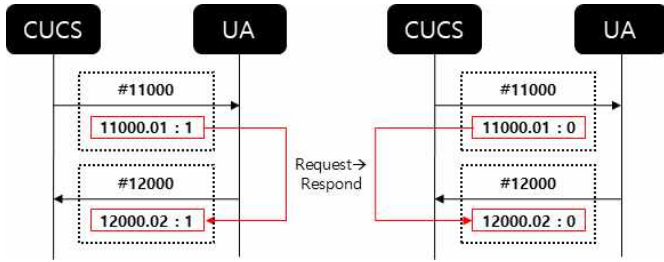 CUCS UA CUCS UA
#11000 #11000
11000.01 : 1 11000.01 : 0
Request→
Respond
#12000 #12000
12000.02 : 1 12000.02 : 0